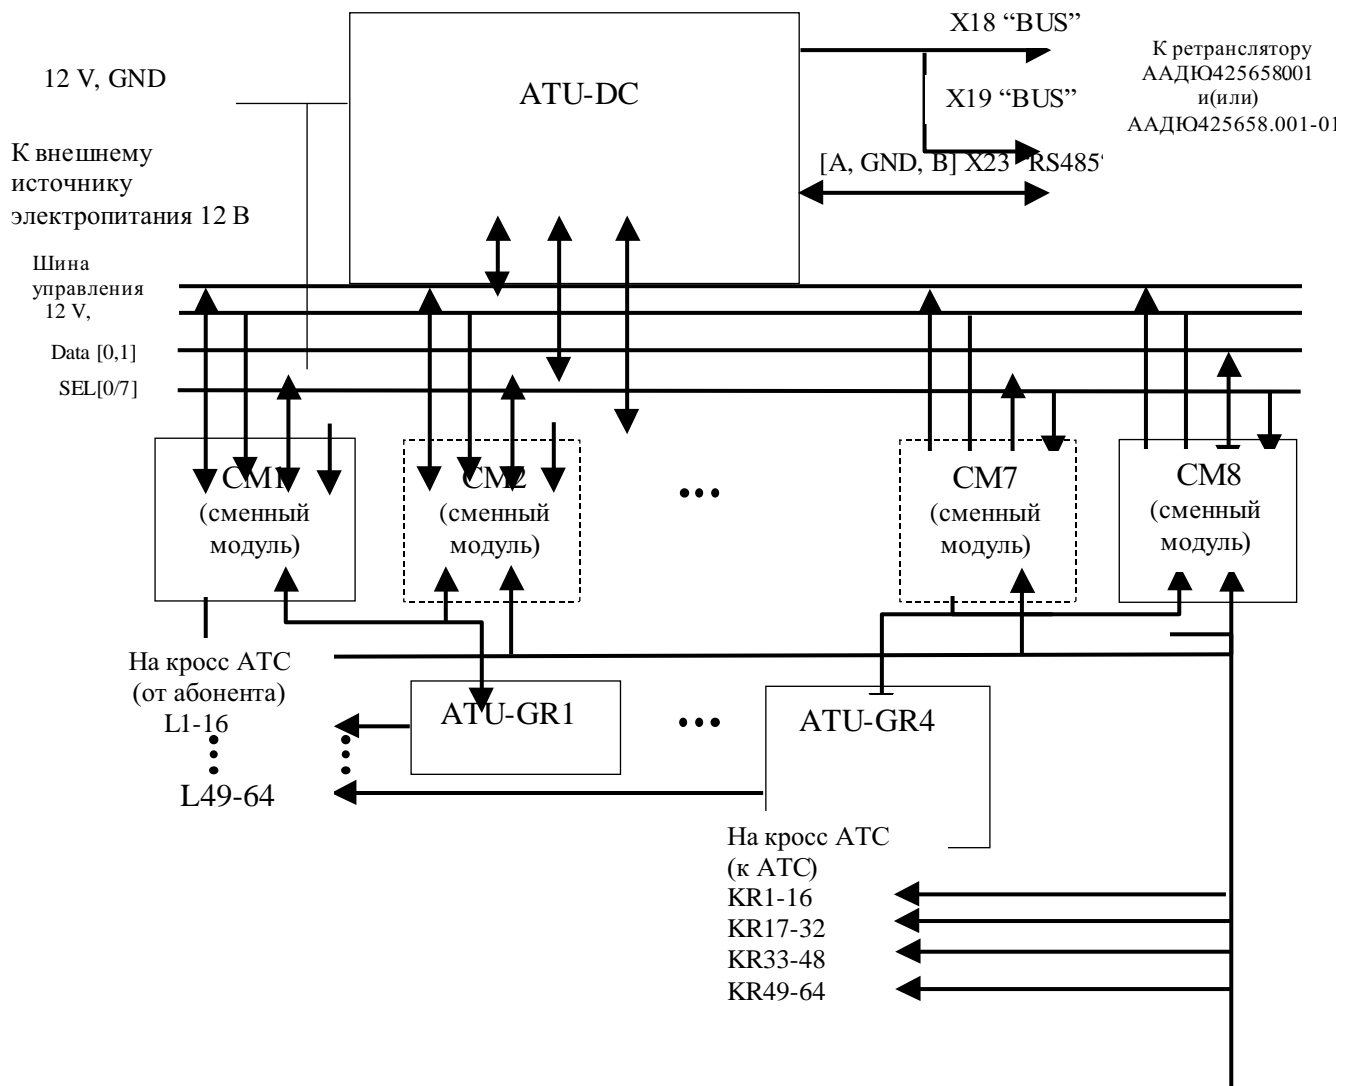 X18 “BUS”
12 V, GND
ATU-DC
К ретранслятору
ААДЮ425658001
и(или)
ААДЮ425658.001-01
X19 “BUS”
К внешнему
источнику
электропитания 12 В
[A, GND, B] X23 “RS485”
Шина
управления
12 V,
Data [0,1]
SEL[0/7]
СМ1
(сменный
модуль)
СМ2
(сменный
модуль)
СМ7
(сменный
модуль)
СМ8
(сменный
модуль)
На кросс АТС
(от абонента)
L1-16
L49-64
ATU-GR1
ATU-GR4
На кросс АТС
(к АТС)
KR1-16
KR17-32
KR33-48
KR49-64